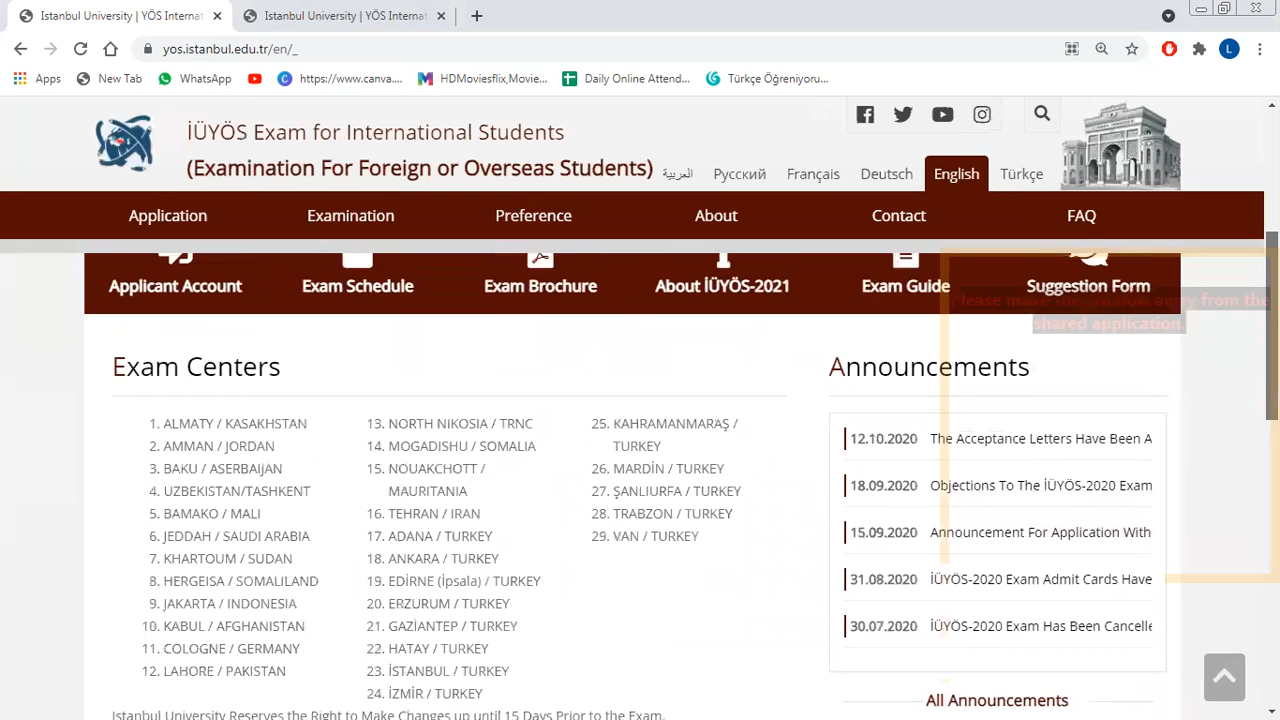 Istanbul University | YÖS Internat
Istanbul University | YÖS Internat
yos.istanbul.edu.tr/en/_
L
Apps
New Tab
WhatsApp
https://www.canva....
HDMoviesflix,Movie...
Daily Online Attend...
Türkçe Öğreniyoru...
İÜYÖS Exam for International Students
(Examination For Foreign or Overseas Students)
العربية
Русский
Français
Deutsch
English
Türkçe
Application
Examination
Preference
About
Contact
FAQ
Applicant Account
Exam Schedule
Exam Brochure
About İÜYÖS-2021
Exam Guide
Suggestion Form
Please move the window away from the
shared application.
Exam Centers
1. ALMATY / KASAKHSTAN
2. AMMAN / JORDAN
3. BAKU / ASERBAIJAN
4. UZBEKISTAN/TASHKENT
5. BAMAKO / MALI
6. JEDDAH / SAUDI ARABIA
7. KHARTOUM / SUDAN
8. HERGEISA / SOMALILAND
9. JAKARTA / INDONESIA
10. KABUL / AFGHANISTAN
11. COLOGNE / GERMANY
12. LAHORE / PAKISTAN
13. NORTH NIKOSIA / TRNC
14. MOGADISHU / SOMALIA
15. NOUAKCHOTT /
MAURITANIA
16. TEHRAN / IRAN
17. ADANA / TURKEY
18. ANKARA / TURKEY
19. EDİRNE (İpsala) / TURKEY
20. ERZURUM / TURKEY
21. GAZİANTEP / TURKEY
22. HATAY / TURKEY
23. İSTANBUL / TURKEY
24. İZMİR / TURKEY
25. KAHRAMANMARAŞ /
TURKEY
26. MARDİN / TURKEY
27. ŞANLIURFA / TURKEY
28. TRABZON / TURKEY
29. VAN / TURKEY
Istanbul University Reserves the Right to Make Changes up until 15 Days Prior to the Exam.
Announcements
12.10.2020 The Acceptance Letters Have Been A
18.09.2020 Objections To The İÜYÖS-2020 Exam
15.09.2020 Announcement For Application With
31.08.2020 İÜYÖS-2020 Exam Admit Cards Have
30.07.2020 İÜYÖS-2020 Exam Has Been Cancelle
All Announcements